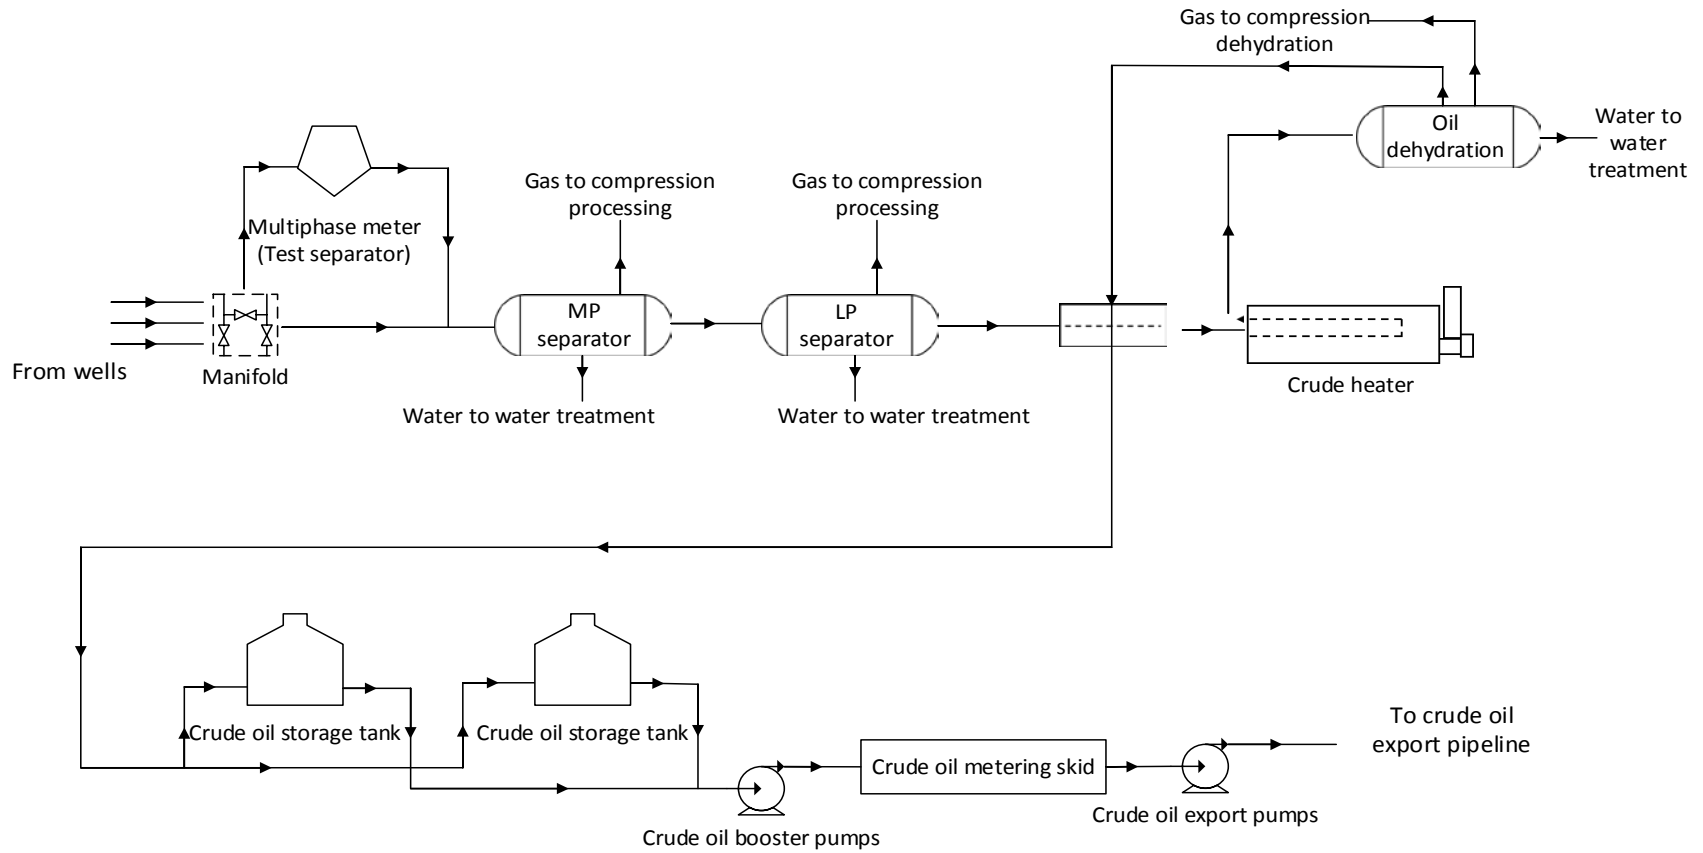 Gas to compression
dehydration
Oil
dehydration
Water to
water
treatment
Multiphase meter
(Test separator)
Gas to compression
processing
Gas to compression
processing
MP
separator
LP
separator
From wells
Manifold
Crude heater
Water to water treatment
Water to water treatment
Crude oil storage tank
Crude oil storage tank
To crude oil
export pipeline
Crude oil metering skid
Crude oil export pumps
Crude oil booster pumps